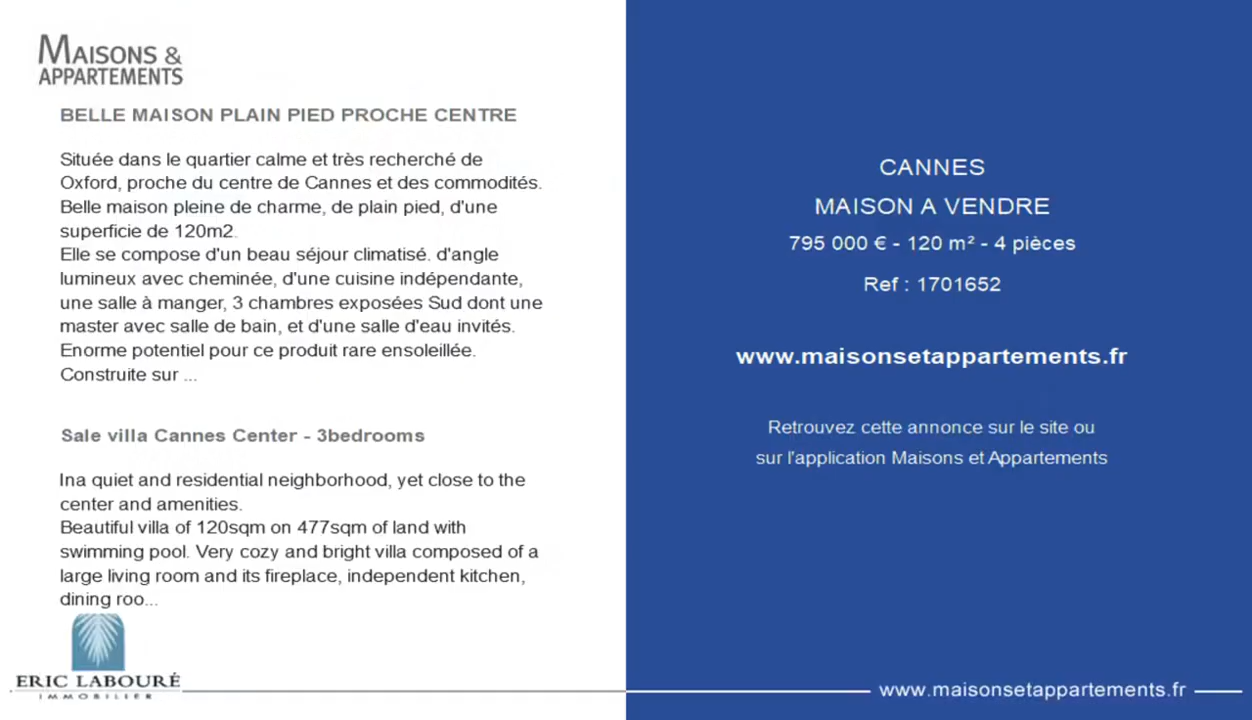 MAISONS &
APPARTEMENTS
BELLE MAISON PLAIN PIED PROCHE CENTRE
Située dans le quartier calme et très recherché de
Oxford, proche du centre de Cannes et des commodités.
Belle maison pleine de charme, de plain pied, d'une
superficie de 120m2.
Elle se compose d'un beau séjour climatisé. d'angle
lumineux avec cheminée, d'une cuisine indépendante,
une salle à manger, 3 chambres exposées Sud dont une
master avec salle de bain, et d'une salle d'eau invités.
Enorme potentiel pour ce produit rare ensoleillée.
Construite sur ...
Sale villa Cannes Center - 3bedrooms
Ina quiet and residential neighborhood, yet close to the
center and amenities.
Beautiful villa of 120sqm on 477sqm of land with
swimming pool. Very cozy and bright villa composed of a
large living room and its fireplace, independent kitchen,
dining roo...
ERIC LABOURÉ
IMMOBILIER
CANNES
MAISON A VENDRE
795 000 € - 120 m² - 4 pièces
Ref : 1701652
www.maisonsetappartements.fr
Retrouvez cette annonce sur le site ou
sur l'application Maisons et Appartements
www.maisonsetappartements.fr